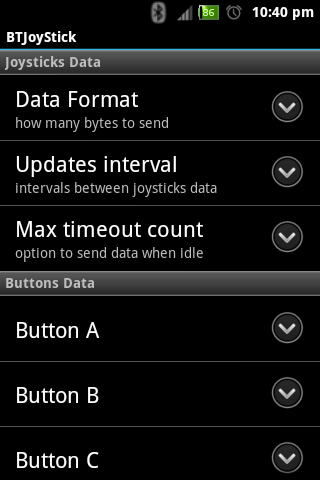 86 10:40 pm
BTJoyStick
Joysticks Data
Data Format
how many bytes to send
Updates interval
intervals between joysticks data
Max timeout count
option to send data when idle
Buttons Data
Button A
Button B
Button C